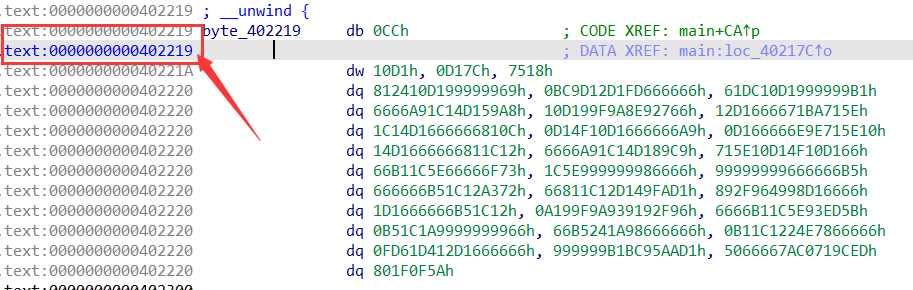 .text:0000000000402219 ; __unwind {
.text:0000000000402219 byte_402219 db 0CCh ; CODE XREF: main+CA↑p
.text:0000000000402219 ; DATA XREF: main:loc_40217C↑o
.text:000000000040221A dw 10D1h, 0D17Ch, 7518h
.text:0000000000402220 dq 812410D199999969h, 0BC9D12D1FD666666h, 61DC10D1999999B1h
.text:0000000000402220 dq 6666A91C14D159A8h, 10D199F9A8E92766h, 12D1666671BA715Eh
.text:0000000000402220 dq 1C14D1666666810Ch, 0D14F10D1666666A9h, 0D166666E9E715E10h
.text:0000000000402220 dq 14D1666666811C12h, 6666A91C14D189C9h, 715E10D14F10D166h
.text:0000000000402220 dq 66B11C5E66666F73h, 1C5E999999986666h, 99999999666666B5h
.text:0000000000402220 dq 666666B51C12A372h, 66811C12D149FAD1h, 892F964998D16666h
.text:0000000000402220 dq 1D1666666B51C12h, 0A199F9A939192F96h, 6666B11C5E93ED5Bh
.text:0000000000402220 dq 0B51C1A9999999966h, 66B5241A98666666h, 0B11C1224E7866666h
.text:0000000000402220 dq 0FD61D412D1666666h, 999999B1BC95AAD1h, 5066667AC0719CEDh
.text:0000000000402220 dq 801F0F5Ah